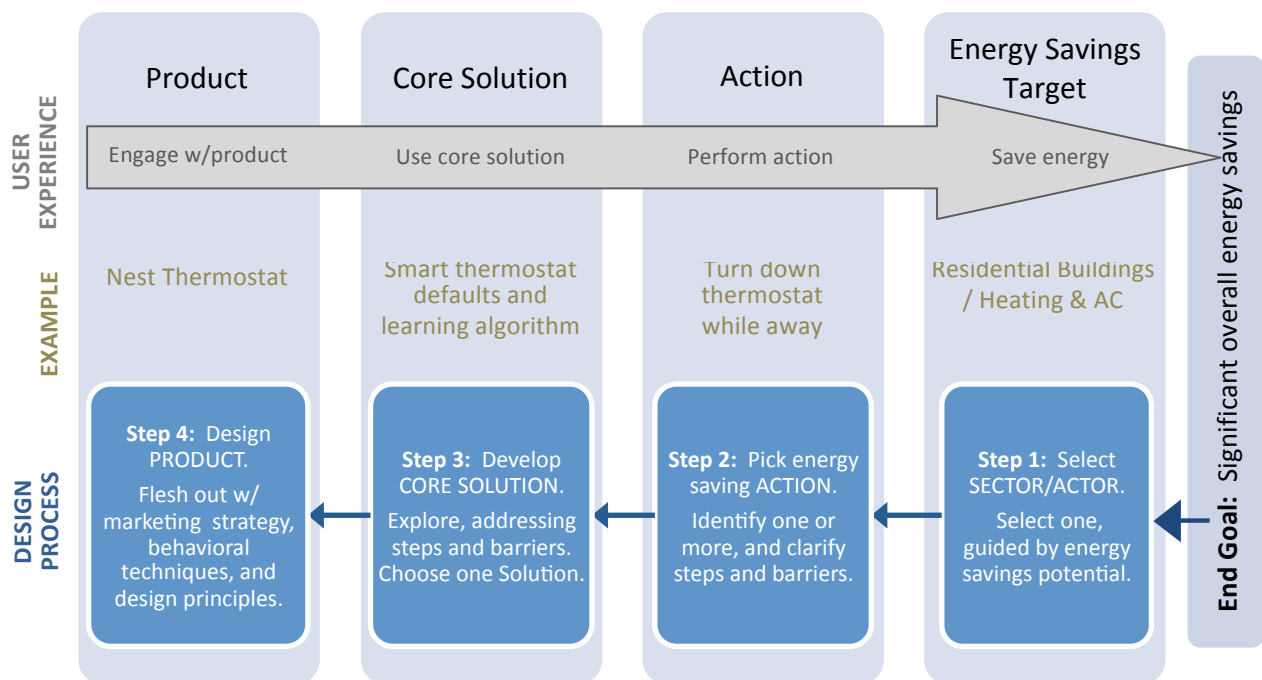 Product
Core Solution
Action
Energy Savings
Target
USER
EXPERIENCE
Engage w/product
Use core solution
Perform action
Save energy
EXAMPLE
Nest Thermostat
Smart thermostat
defaults and
learning algorithm
Turn down
thermostat
while away
Residential Buildings
/ Heating & AC
DESIGN
PROCESS
Step 4: Design
PRODUCT.
Flesh out w/
marketing strategy,
behavioral
techniques, and
design principles.
Step 3: Develop
CORE SOLUTION.
Explore, addressing
steps and barriers.
Choose one Solution.
Step 2: Pick energy
saving ACTION.
Identify one or
more, and clarify
steps and barriers.
Step 1: Select
SECTOR/ACTOR.
Select one,
guided by energy
savings potential.
End Goal: Significant overall energy savings